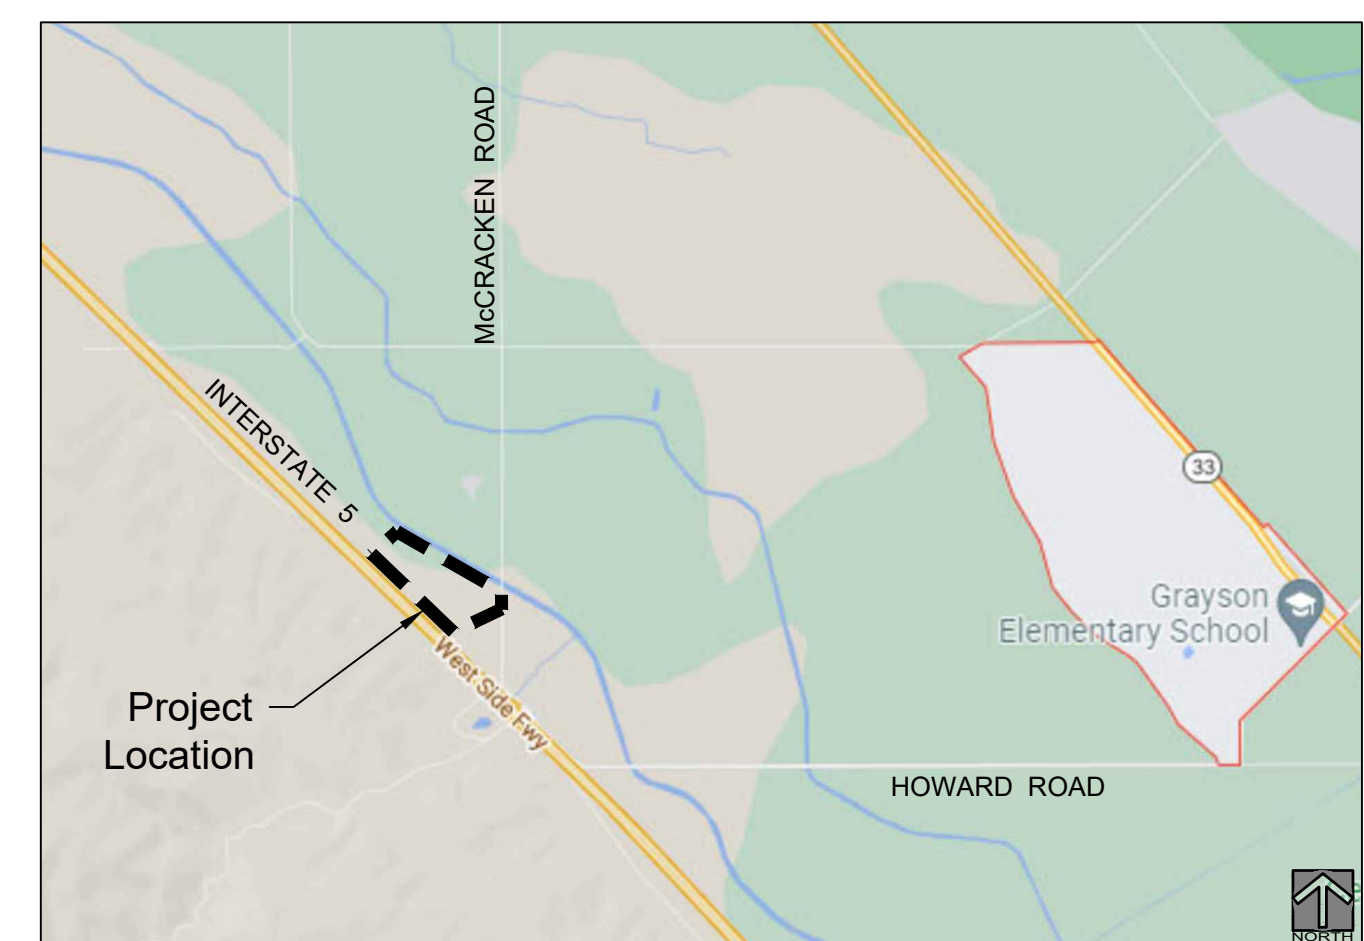 McCRACKEN ROAD
INTERSTATE 5
33
Grayson
Elementary School
West Side Fwy
Project
Location
HOWARD ROAD
NORTH